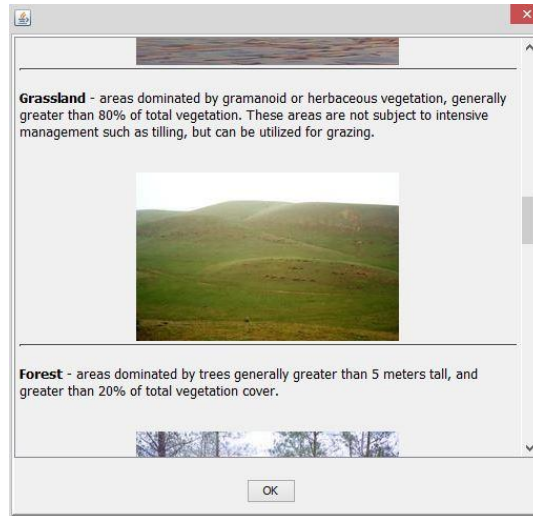 Grassland - areas dominated by gramanoid or herbaceous vegetation, generally
greater than 80% of total vegetation. These areas are not subject to intensive
management such as tilling, but can be utilized for grazing.
Forest - areas dominated by trees generally greater than 5 meters tall, and
greater than 20% of total vegetation cover.
OK